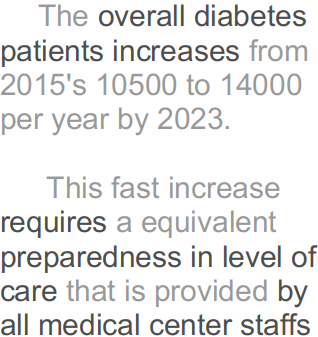 The overall diabetes
patients increases from
2015's 10500 to 14000
per year by 2023.
This fast increase
requires a equivalent
preparedness in level of
care that is provided by
all medical center staffs